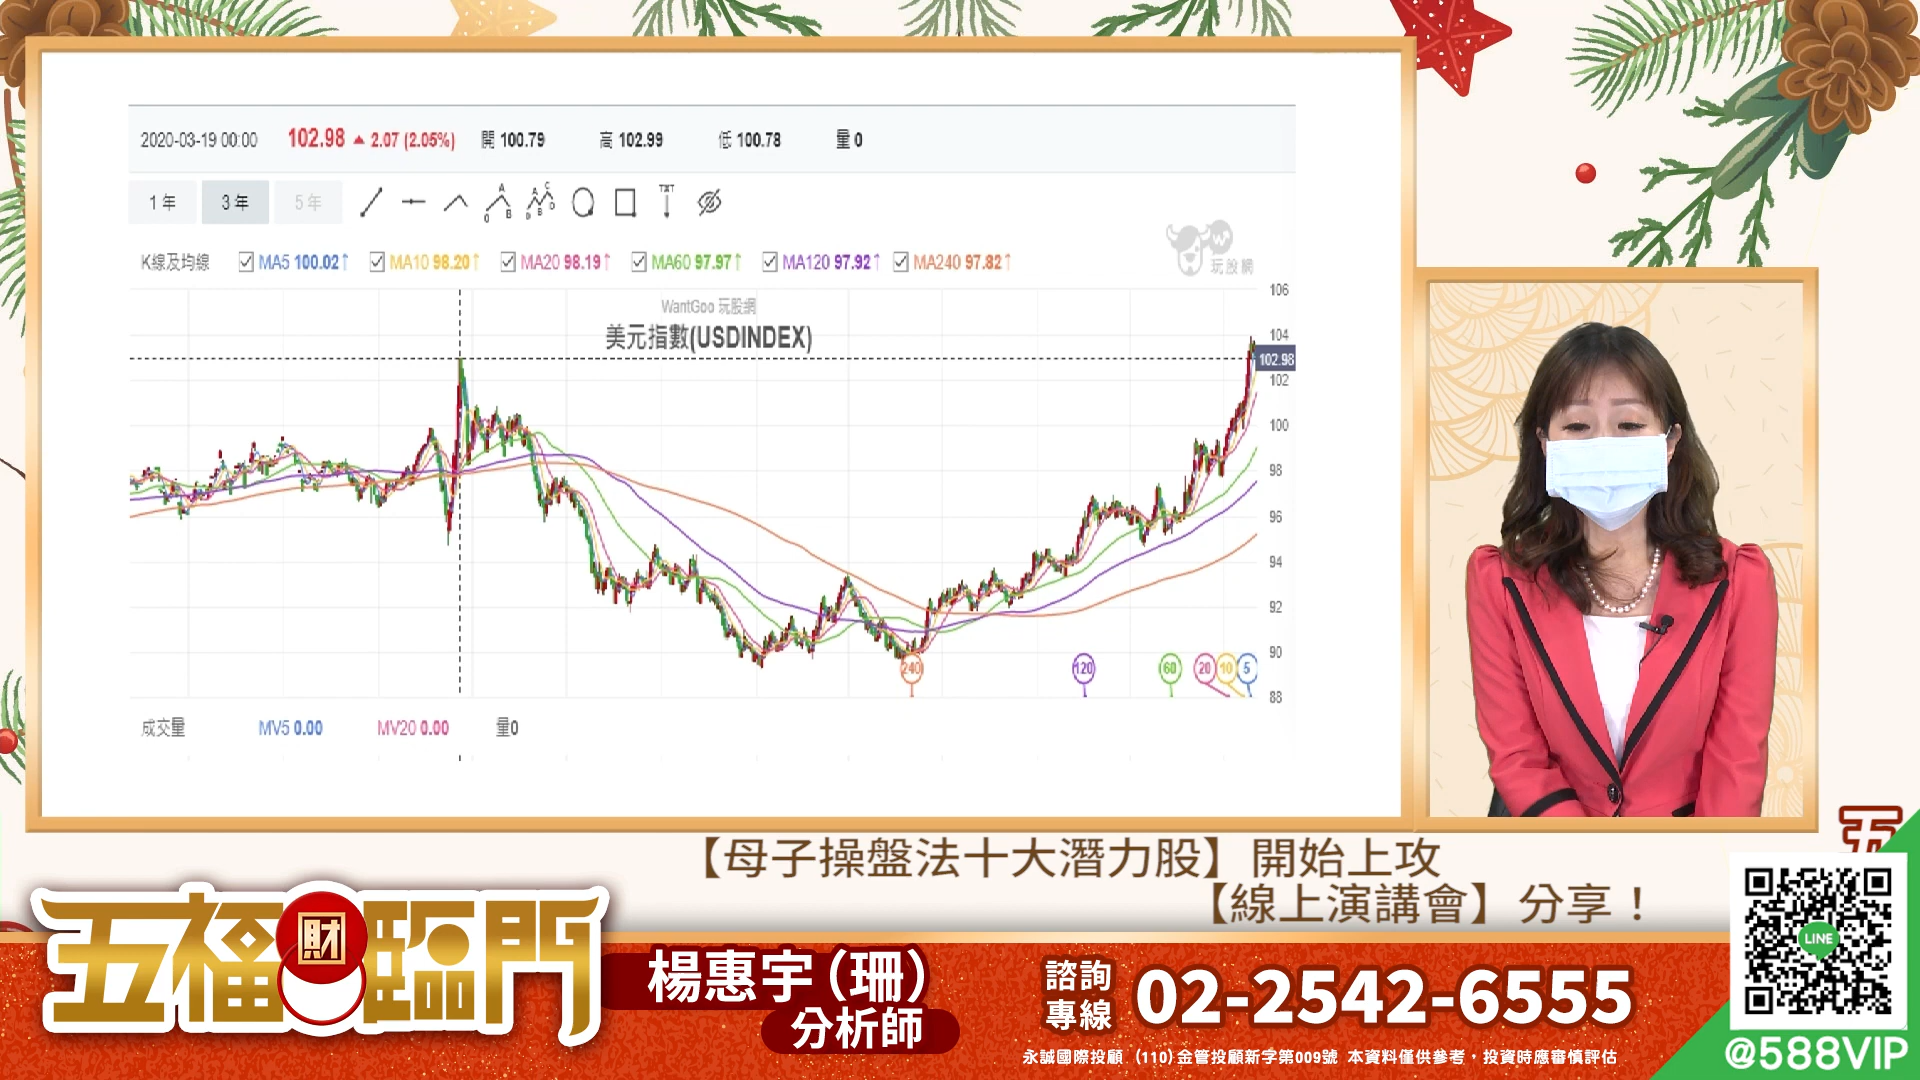 2020-03-19 00:00 102.98 ▲ 2.07 (2.05%) 開 100.79 高 102.99 低 100.78 量 0
1 年 3 年 5 年
A B 0 A B C D TXT
K線及均線 MA5 100.02↑ MA10 98.20↑ MA20 98.19↑ MA60 97.97↑ MA120 97.92↑ MA240 97.82↑
玩股網
WantGoo 玩股網
美元指數(USDINDEX)
106
104
102.98
102
100
98
96
94
92
90
88
240 120 60 20 10 5
成交量 MV5 0.00 MV20 0.00 量0
【母子操盤法十大潛力股】開始上攻
【線上演講會】分享！
五福財臨門
楊惠宇(珊)
分析師
諮詢
專線
02-2542-6555
永誠國際投顧 (110)金管投顧新字第009號 本資料僅供參考，投資時應審慎評估
五
LINE
@588VIP